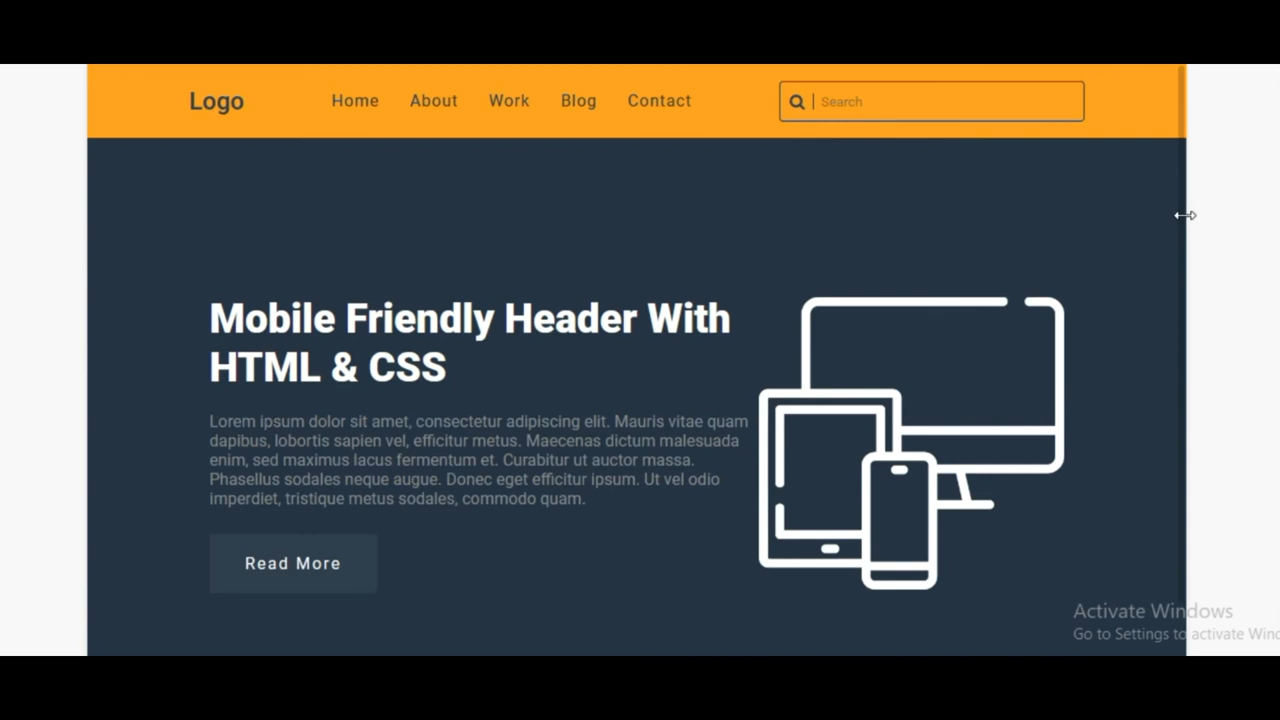 Logo Home About Work Blog Contact Search
Mobile Friendly Header With
HTML & CSS
Lorem ipsum dolor sit amet, consectetur adipiscing elit. Mauris vitae quam
dapibus, lobortis sapien vel, efficitur metus. Maecenas dictum malesuada
enim, sed maximus lacus fermentum et. Curabitur ut auctor massa.
Phasellus sodales neque augue. Donec eget efficitur ipsum. Ut vel odio
imperdiet, tristique metus sodales, commodo quam.
Read More
Activate Windows
Go to Settings to activate Wind